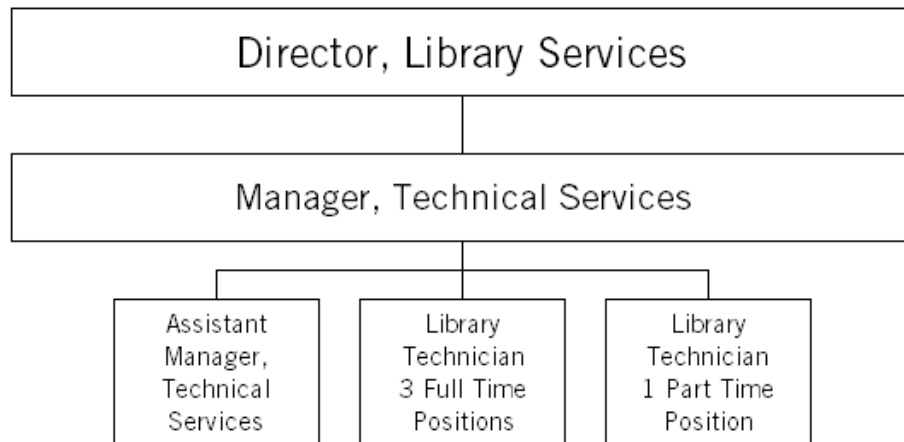 Director, Library Services
Manager, Technical Services
Assistant
Manager,
Technical
Services
Library
Technician
3 Full Time
Positions
Library
Technician
1 Part Time
Position